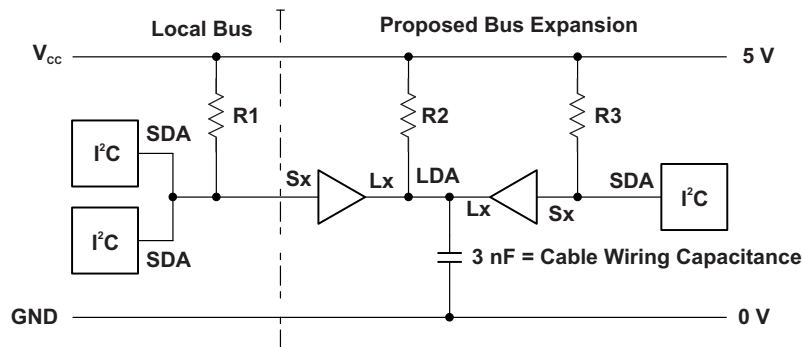 Local Bus
Proposed Bus Expansion
V_CC
5 V
R1
R2
R3
SDA
I²C
Sx
Lx
LDA
Lx
Sx
SDA
I²C
I²C
SDA
3 nF = Cable Wiring Capacitance
GND
0 V